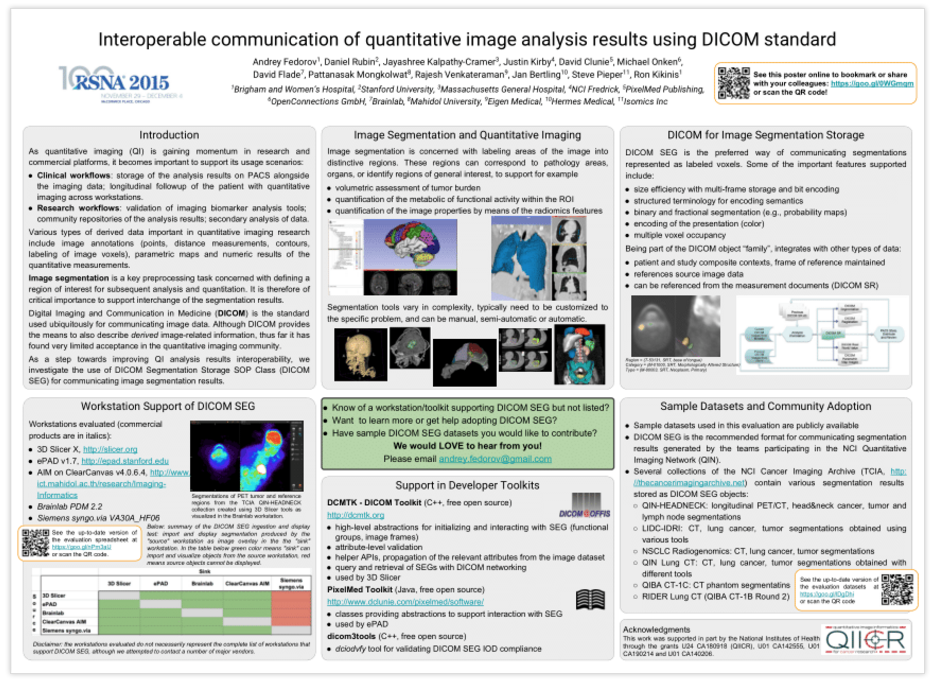 Interoperable communication of quantitative image analysis results using DICOM standard
Andrey Fedorov¹, Daniel Rubin², Jayashree Kalpathy-Cramer³, Justin Kirby⁴, David Clunie⁵, Michael Onken⁶,
David Flade⁷, Pattanasak Mongkolwat⁸, Rajesh Venkateraman⁹, Jan Bertling¹⁰, Steve Pieper¹¹, Ron Kikinis¹
¹Brigham and Women's Hospital, ²Stanford University, ³Massachusetts General Hospital, ⁴NCI Fredrick, ⁵PixelMed Publishing,
⁶OpenConnections GmbH, ⁷Brainlab, ⁸Mahidol University, ⁹Eigen Medical, ¹⁰Hermes Medical, ¹¹Isomics Inc
RSNA 2015
NOVEMBER 29 – DECEMBER 4
See this poster online to bookmark or share
with your colleagues: https://goo.gl/0WGmqm
or scan the QR code!
Introduction
As quantitative imaging (QI) is gaining momentum in research and
commercial platforms, it becomes important to support its usage scenarios:
● Clinical workflows: storage of the analysis results on PACS alongside
the imaging data; longitudinal followup of the patient with quantitative
imaging across workstations.
● Research workflows: validation of imaging biomarker analysis tools;
community repositories of the analysis results; secondary analysis of data.
Various types of derived data important in quantitative imaging research
include image annotations (points, distance measurements, contours,
labeling of image voxels), parametric maps and numeric results of the
quantitative measurements.
Image segmentation is a key preprocessing task concerned with defining a
region of interest for subsequent analysis and quantitation. It is therefore of
critical importance to support interchange of the segmentation results.
Digital Imaging and Communication in Medicine (DICOM) is the standard
used ubiquitously for communicating image data. Although DICOM provides
the means to also describe derived image-related information, thus far it has
found very limited acceptance in the quantitative imaging community.
As a step towards improving QI analysis results interoperability, we
investigate the use of DICOM Segmentation Storage SOP Class (DICOM
SEG) for communicating image segmentation results.
Image Segmentation and Quantitative Imaging
Image segmentation is concerned with labeling areas of the image into
distinctive regions. These regions can correspond to pathology areas,
organs, or identify regions of general interest, to support for example
● volumetric assessment of tumor burden
● quantification of the metabolic of functional activity within the ROI
● quantification of the image properties by means of the radiomics features
Segmentation tools vary in complexity, typically need to be customized to
the specific problem, and can be manual, semi-automatic or automatic.
DICOM for Image Segmentation Storage
DICOM SEG is the preferred way of communicating segmentations
represented as labeled voxels. Some of the important features supported
include:
● size efficiency with multi-frame storage and bit encoding
● structured terminology for encoding semantics
● binary and fractional segmentation (e.g., probability maps)
● encoding of the presentation (color)
● multiple voxel occupancy
Being part of the DICOM object "family", integrates with other types of data:
● patient and study composite contexts, frame of reference maintained
● references source image data
● can be referenced from the measurement documents (DICOM SR)
Workstation Support of DICOM SEG
Workstations evaluated (commercial
products are in italics):
● 3D Slicer X, http://slicer.org
● ePAD v1.7, http://epad.stanford.edu
● AIM on ClearCanvas v4.0.6.4, http://www.
ict.mahidol.ac.th/research/Imaging-
Informatics
● Brainlab PDM 2.2
● Siemens syngo.via VA30A_HF06
Segmentations of PET tumor and reference
regions from the TCIA QIN-HEADNECK
collection created using 3D Slicer tools as
visualized in the Brainlab workstation.
See the up-to-date version of
the evaluation spreadsheet at
or scan the QR code.
Below: summary of the DICOM SEG ingestion and display
test: import and display segmentation produced by the
"source" workstation as image overlay in the "sink"
workstation. In the table below green color means "sink" can
import and visualize objects from the source workstation, red
means source objects cannot be displayed.
Sink
3D Slicer ePAD Brainlab ClearCanvas AIM Siemens syngo.via
Source
3D Slicer
ePAD
Brainlab
ClearCanvas AIM
Siemens syngo.via
Disclaimer: the workstations evaluated do not necessarily represent the complete list of workstations that
support DICOM SEG, although we attempted to contact a number of major vendors.
● Know of a workstation/toolkit supporting DICOM SEG but not listed?
● Want to learn more or get help adopting DICOM SEG?
● Have sample DICOM SEG datasets you would like to contribute?
We would LOVE to hear from you!
Please email andrey.fedorov@gmail.com
Support in Developer Toolkits
DCMTK - DICOM Toolkit (C++, free open source)
http://dcmtk.org
DICOM@OFFIS
● high-level abstractions for initializing and interacting with SEG (functional
groups, image frames)
● attribute-level validation
● helper APIs, propagation of the relevant attributes from the image dataset
● query and retrieval of SEGs with DICOM networking
● used by 3D Slicer
PixelMed Toolkit (Java, free open source)
http://www.dclunie.com/pixelmed/software/
● classes providing abstractions to support interaction with SEG
● used by ePAD
dicom3tools (C++, free open source)
● dciodvfy tool for validating DICOM SEG IOD compliance
Sample Datasets and Community Adoption
● Sample datasets used in this evaluation are publically available
● DICOM SEG is the recommended format for communicating segmentation
results generated by the teams participating in the NCI Quantitative
Imaging Network (QIN).
● Several collections of the NCI Cancer Imaging Archive (TCIA, http:
//thecancerimagingarchive.net) contain various segmentation results
stored as DICOM SEG objects:
○ QIN-HEADNECK: longitudinal PET/CT, head&neck cancer, tumor and
lymph node segmentations
○ LIDC-IDRI: CT, lung cancer, tumor segmentations obtained using
various tools
○ NSCLC Radiogenomics: CT, lung cancer, tumor segmentations
○ QIN Lung CT: CT, lung cancer, tumor segmentations obtained with
different tools
○ QIBA CT-1C: CT phantom segmentations
○ RIDER Lung CT (QIBA CT-1B Round 2)
See the up-to-date version of
the evaluation datasets at
or scan the QR code
Acknowledgments
This work was supported in part by the National Institutes of Health
through the grants U24 CA180918 (QIICR), U01 CA142555, U01
CA190214 and U01 CA140206.
QIICR